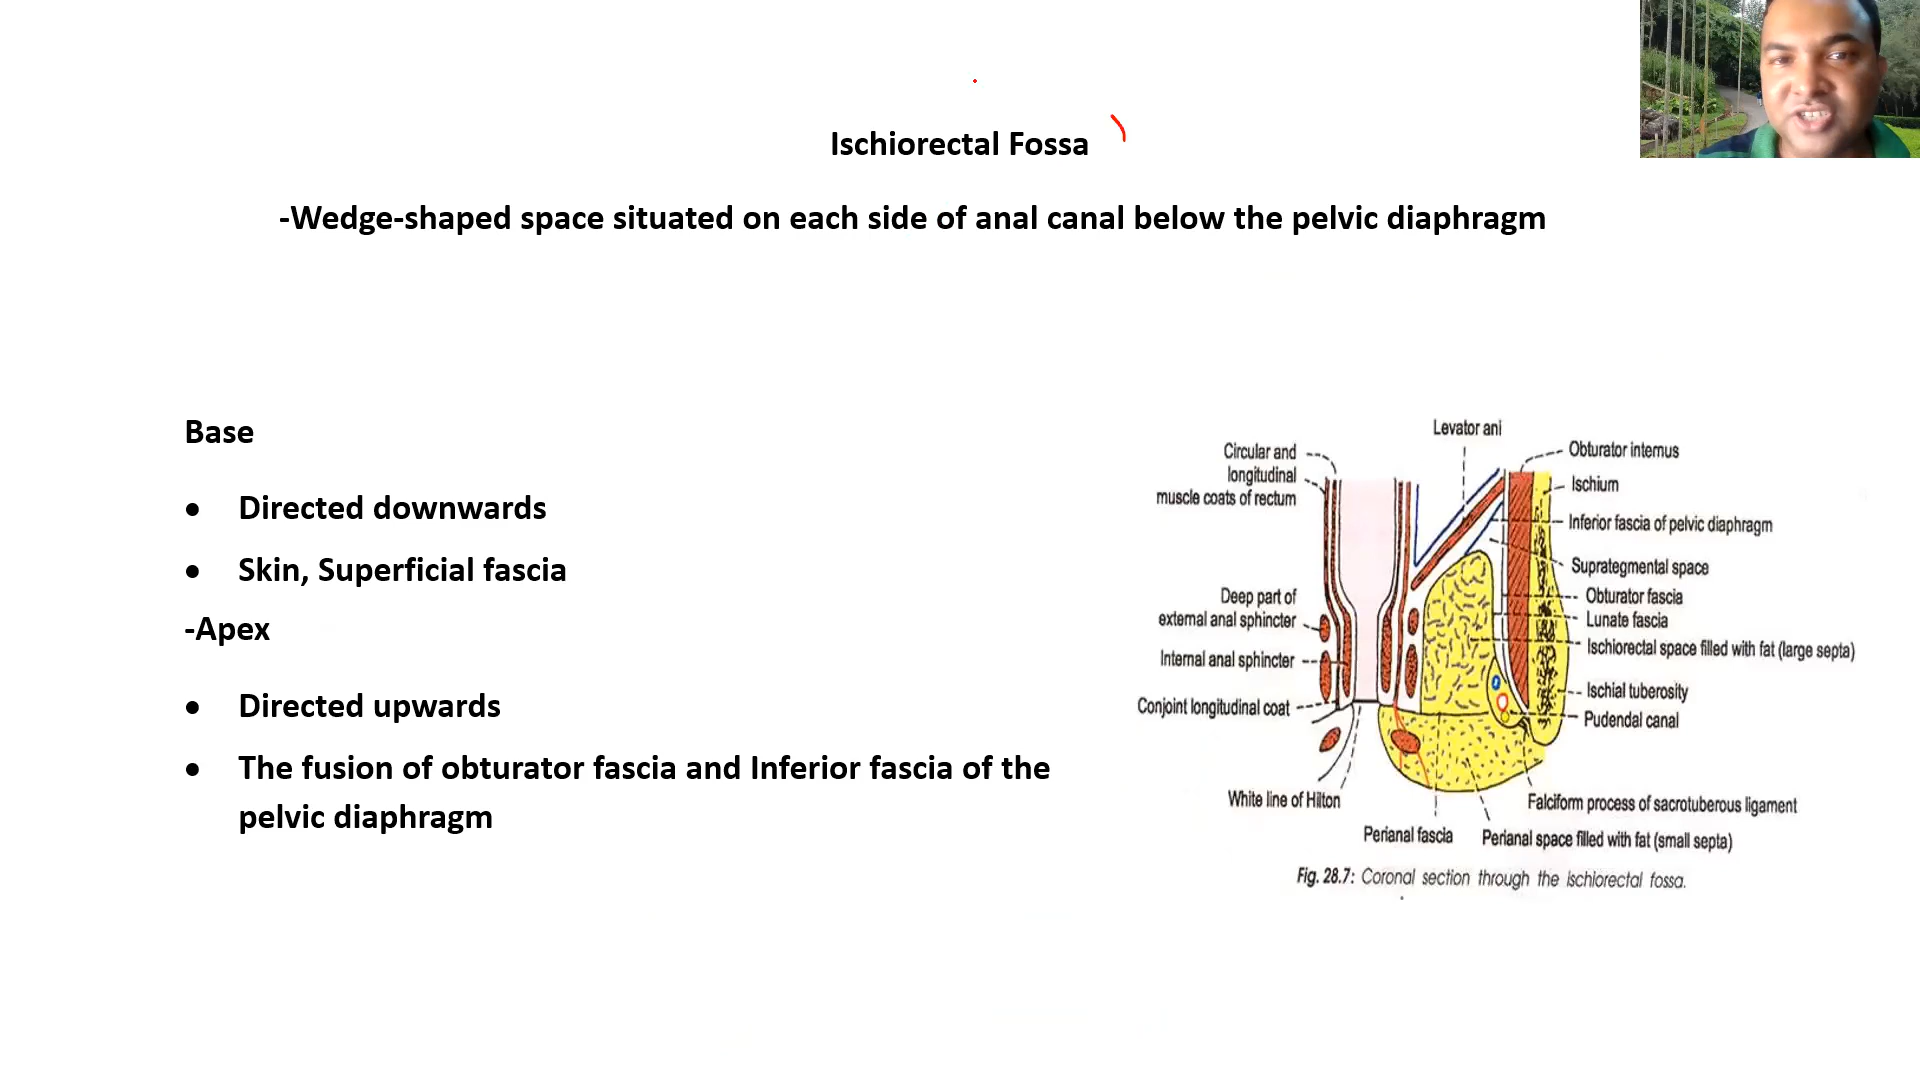 Ischiorectal Fossa
-Wedge-shaped space situated on each side of anal canal below the pelvic diaphragm
Base
• Directed downwards
• Skin, Superficial fascia
-Apex
• Directed upwards
• The fusion of obturator fascia and Inferior fascia of the
pelvic diaphragm
Levator ani
Circular and
longitudinal
muscle coats of rectum
Deep part of
external anal sphincter
Internal anal sphincter
Conjoint longitudinal coat
White line of Hilton
Perianal fascia
Obturator internus
Ischium
Inferior fascia of pelvic diaphragm
Suprategmental space
Obturator fascia
Lunate fascia
Ischiorectal space filled with fat (large septa)
Ischial tuberosity
Pudendal canal
Falciform process of sacrotuberous ligament
Perianal space filled with fat (small septa)
Fig. 28.7: Coronal section through the ischiorectal fossa.